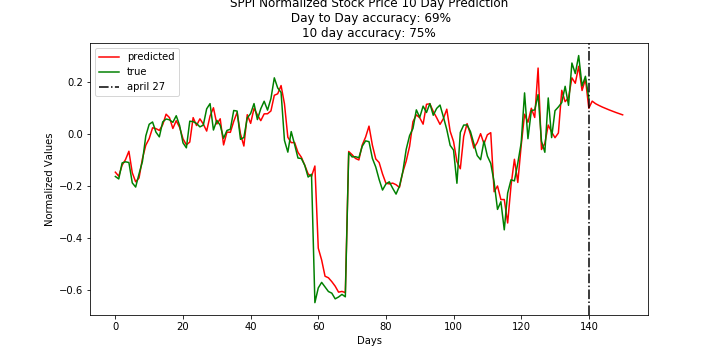 SPPI Normalized Stock Price 10 Day Prediction
Day to Day accuracy: 69%
10 day accuracy: 75%
predicted
true
april 27
Normalized Values
0.2
0.0
−0.2
−0.4
−0.6
0 20 40 60 80 100 120 140
Days